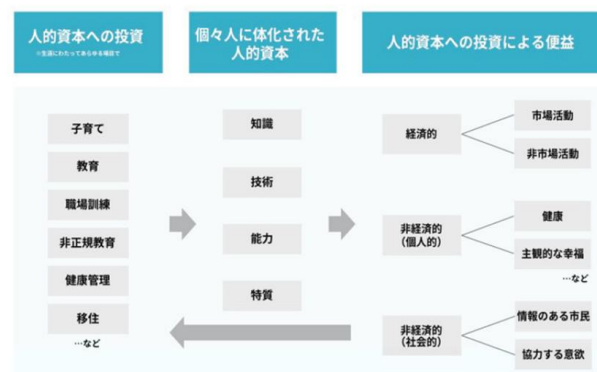 人的資本への投資
※生涯にわたってあらゆる場面で
個々人に体化された
人的資本
人的資本への投資による便益
子育て
教育
職場訓練
非正規教育
健康管理
移住
…など
知識
技術
能力
特質
経済的
市場活動
非市場活動
非経済的
(個人的)
健康
主観的な幸福
…など
非経済的
(社会的)
情報のある市民
協力する意欲